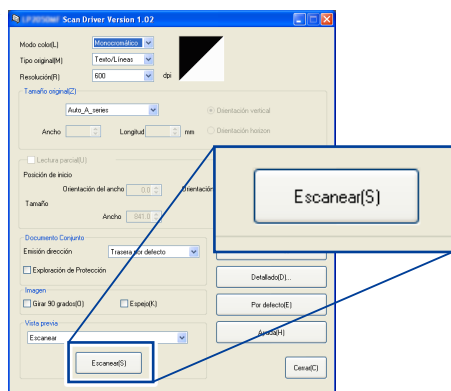 Scan Driver Version 1.02
Modo color(L) Monocromático
Tipo original(M) Texto/Líneas
Resolución(R) 600 dpi
Tamaño original(Z)
Auto_A_series
Orientación vertical
Ancho Longitud mm
Orientación horizon
Lectura parcial(U)
Posición de inicio
Orientación del ancho 0.0
Tamaño
Ancho 841.0
Escanear(S)
Documento Conjunto
Emisión dirección Trasera por defecto
Exploración de Protección
Detallado(D)...
Imagen
Girar 90 grados(O) Espejo(K)
Por defecto(E)
Vista previa
Escanear
Ayuda(H)
Escanear(S)
Cerrar(C)